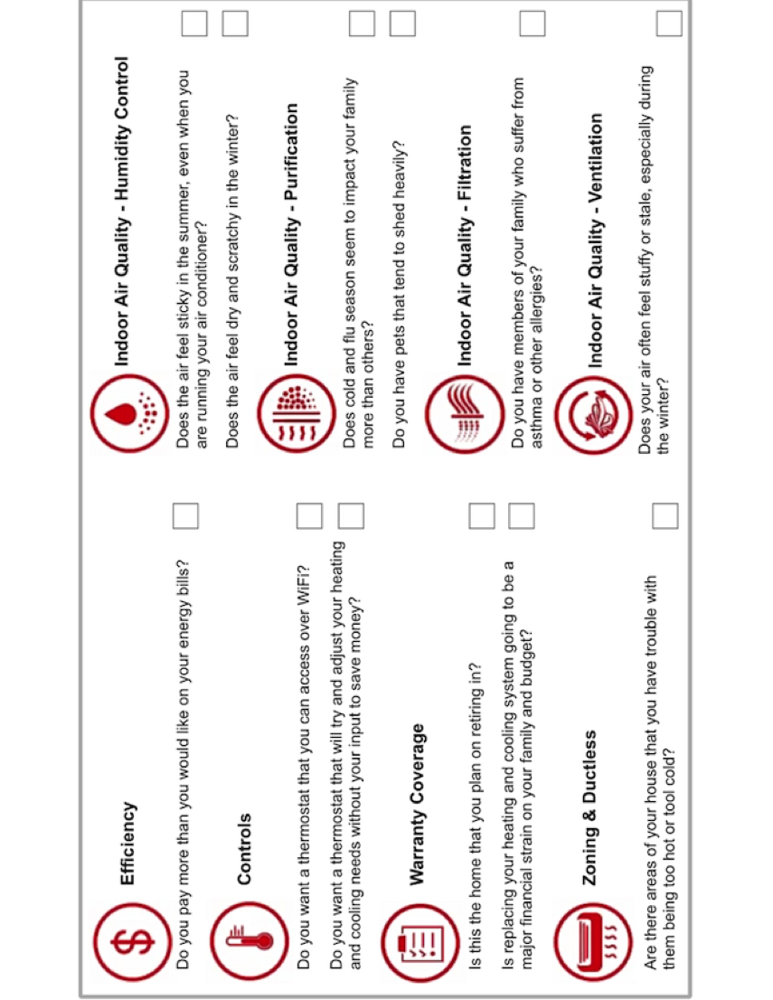 Efficiency
Do you pay more than you would like on your energy bills?
Controls
Do you want a thermostat that you can access over WiFi?
Do you want a thermostat that will try and adjust your heating
and cooling needs without your input to save money?
Warranty Coverage
Is this the home that you plan on retiring in?
Is replacing your heating and cooling system going to be a
major financial strain on your family and budget?
Zoning & Ductless
Are there areas of your house that you have trouble with
them being too hot or tool cold?
Indoor Air Quality - Humidity Control
Does the air feel sticky in the summer, even when you
are running your air conditioner?
Does the air feel dry and scratchy in the winter?
Indoor Air Quality - Purification
Does cold and flu season seem to impact your family
more than others?
Do you have pets that tend to shed heavily?
Indoor Air Quality - Filtration
Do you have members of your family who suffer from
asthma or other allergies?
Indoor Air Quality - Ventilation
Does your air often feel stuffy or stale, especially during
the winter?